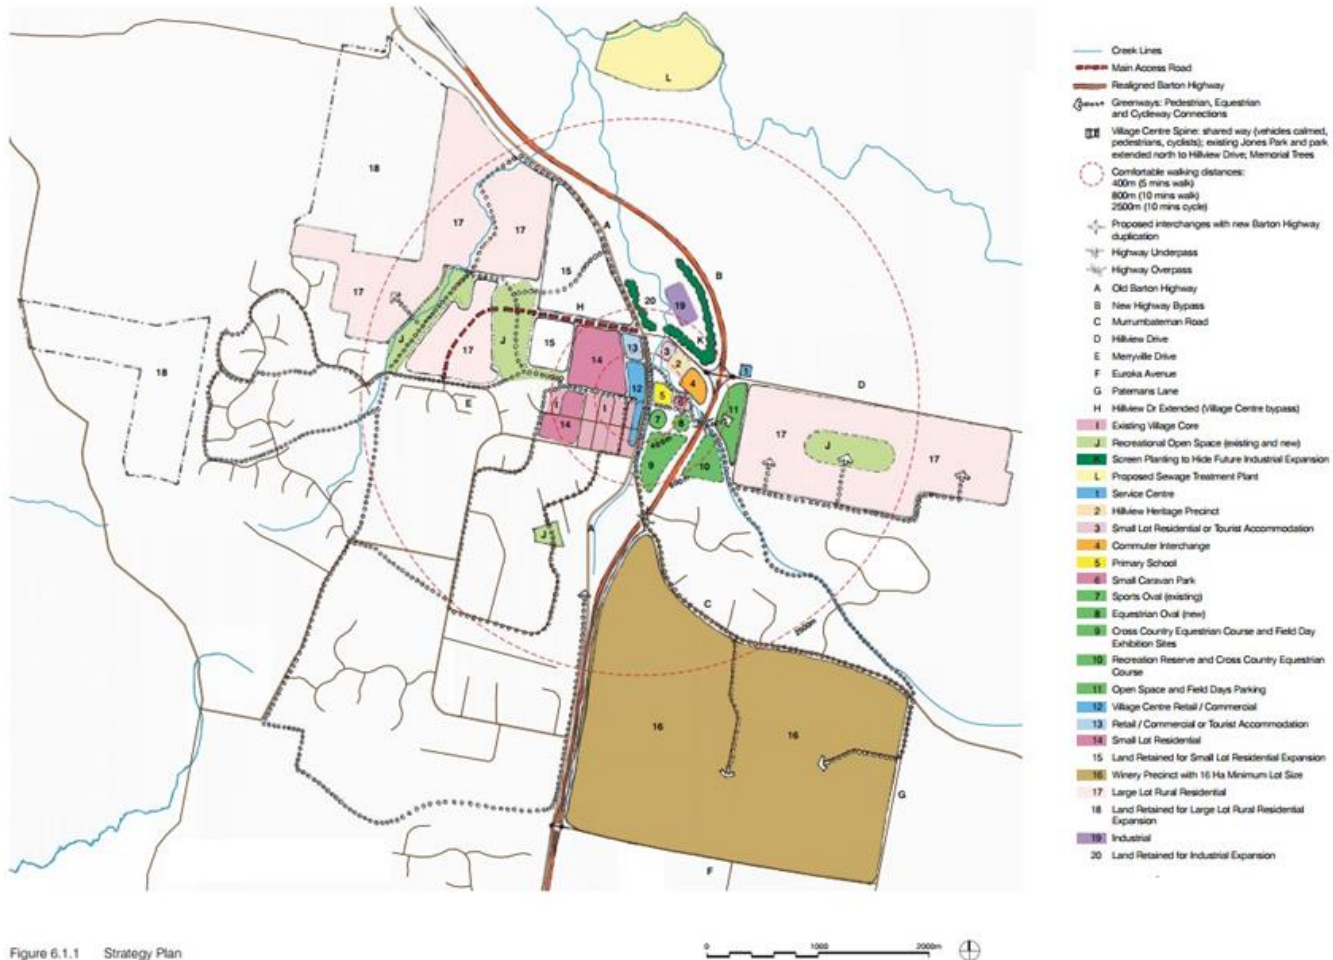 L
18
17
17
A
B
15
17
20
19
H
J
J
17
15
14
13
3
K
2
18
12
4
1
D
E
I
I
5
6
11
14
7
8
17
J
17
9
10
A
J
C
2500m
16
16
G
F
Creek Lines
Main Access Road
Realigned Barton Highway
Greenways: Pedestrian, Equestrian
and Cycleway Connections
Village Centre Spine: shared way (vehicles calmed,
pedestrians, cyclists); existing Jones Park and park
extended north to Hillview Drive; Memorial Trees
Comfortable walking distances:
400m (5 mins walk)
800m (10 mins walk)
2500m (10 mins cycle)
Proposed interchanges with new Barton Highway
duplication
Highway Underpass
Highway Overpass
A Old Barton Highway
B New Highway Bypass
C Murrumbateman Road
D Hillview Drive
E Merryville Drive
F Euroka Avenue
G Patemans Lane
H Hillview Dr Extended (Village Centre bypass)
I Existing Village Core
J Recreational Open Space (existing and new)
K Screen Planting to Hide Future Industrial Expansion
L Proposed Sewage Treatment Plant
1 Service Centre
2 Hillview Heritage Precinct
3 Small Lot Residential or Tourist Accommodation
4 Commuter Interchange
5 Primary School
6 Small Caravan Park
7 Sports Oval (existing)
8 Equestrian Oval (new)
9 Cross Country Equestrian Course and Field Day
Exhibition Sites
10 Recreation Reserve and Cross Country Equestrian
Course
11 Open Space and Field Days Parking
12 Village Centre Retail / Commercial
13 Retail / Commercial or Tourist Accommodation
14 Small Lot Residential
15 Land Retained for Small Lot Residential Expansion
16 Winery Precinct with 16 Ha Minimum Lot Size
17 Large Lot Rural Residential
18 Land Retained for Large Lot Rural Residential
Expansion
19 Industrial
20 Land Retained for Industrial Expansion
Figure 6.1.1 Strategy Plan
0 1000 2000m